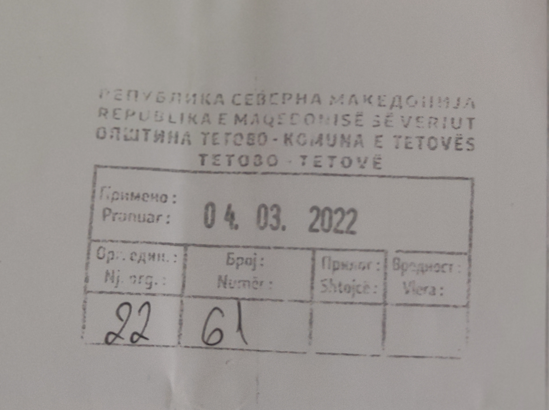 РЕПУБЛИКА СЕВЕРНА МАКЕДОНИЈА
REPUBLIKA E MAQEDONISË SË VERIUT
ОПШТИНА ТЕТОВО - KOMUNA E TETOVËS
ТЕТОВО - TETOVË
Примено :
Pranuar : 04. 03. 2022
Орг. един. : Број : Прилог : Вредност :
Nj. org. : Numër : Shtojcë : Vlera :
22 61